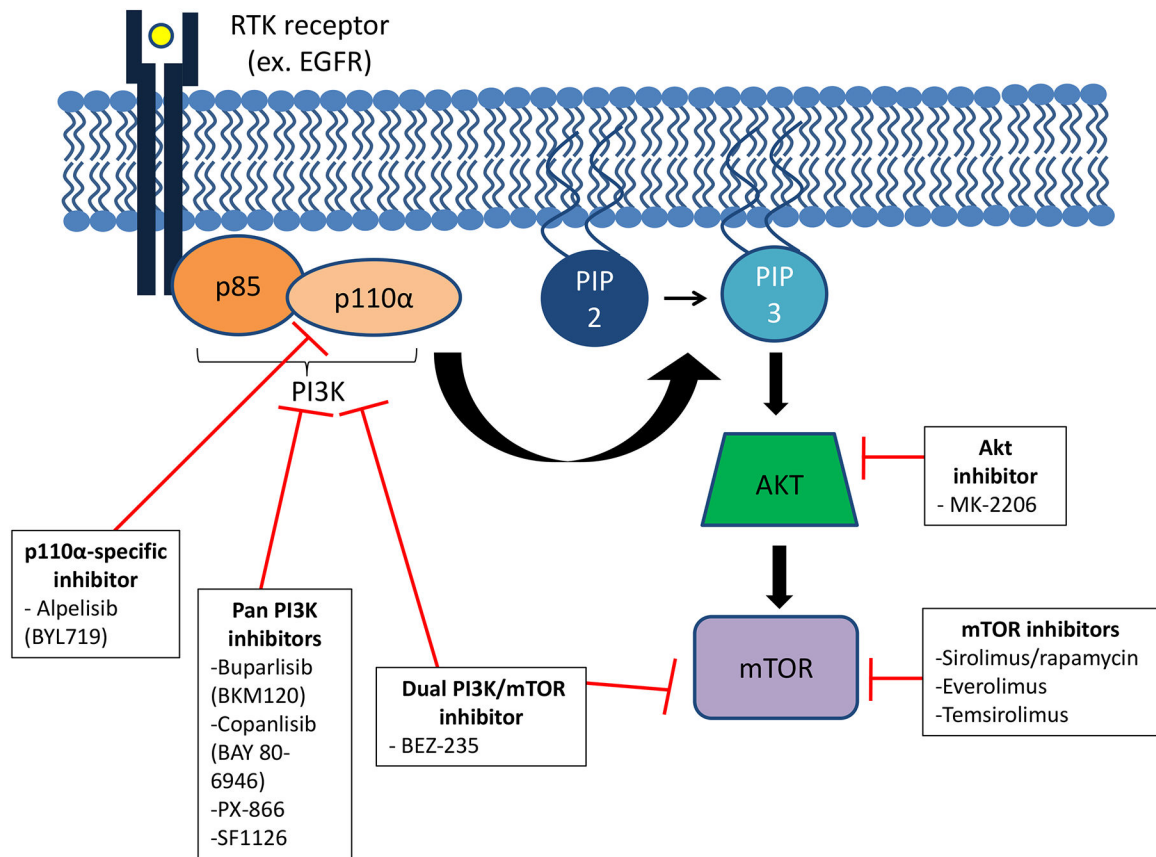 RTK receptor
(ex. EGFR)
p85
p110α
PIP
2
PIP
3
PI3K
AKT
Akt
inhibitor
- MK-2206
p110α-specific
inhibitor
- Alpelisib
(BYL719)
Pan PI3K
inhibitors
-Buparlisib
(BKM120)
-Copanlisib
(BAY 80-
6946)
-PX-866
-SF1126
Dual PI3K/mTOR
inhibitor
- BEZ-235
mTOR
mTOR inhibitors
-Sirolimus/rapamycin
-Everolimus
-Temsirolimus